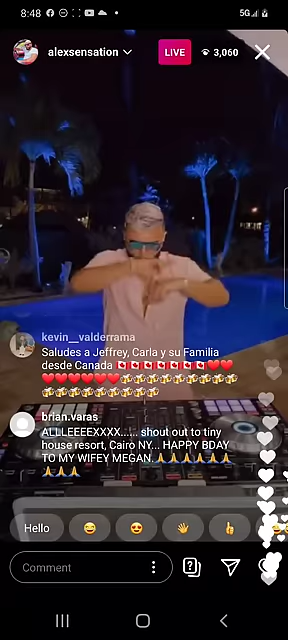 8:48
5G
alexsensation
LIVE
3,060
kevin__valderrama
Saludes a Jeffrey, Carla y su Familia
desde Canada 🇨🇦🇨🇦🇨🇦🇨🇦🇨🇦🇨🇦🇨🇦❤️❤️
brian.varas
ALLLEEEEXXXX...... shout out to tiny
house resort, Cairo NY... HAPPY BDAY
TO MY WIFEY MEGAN.🙏🙏🙏🙏🙏🙏
🙏🙏🙏
Hello
Comment